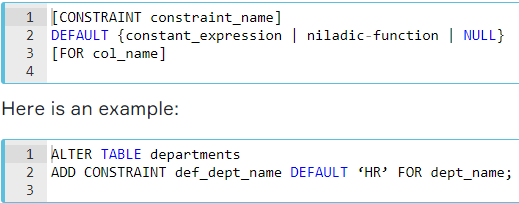 1 [CONSTRAINT constraint_name]
2 DEFAULT {constant_expression | niladic-function | NULL}
3 [FOR col_name]
4
Here is an example:
1 ALTER TABLE departments
2 ADD CONSTRAINT def_dept_name DEFAULT ‘HR’ FOR dept_name;
3